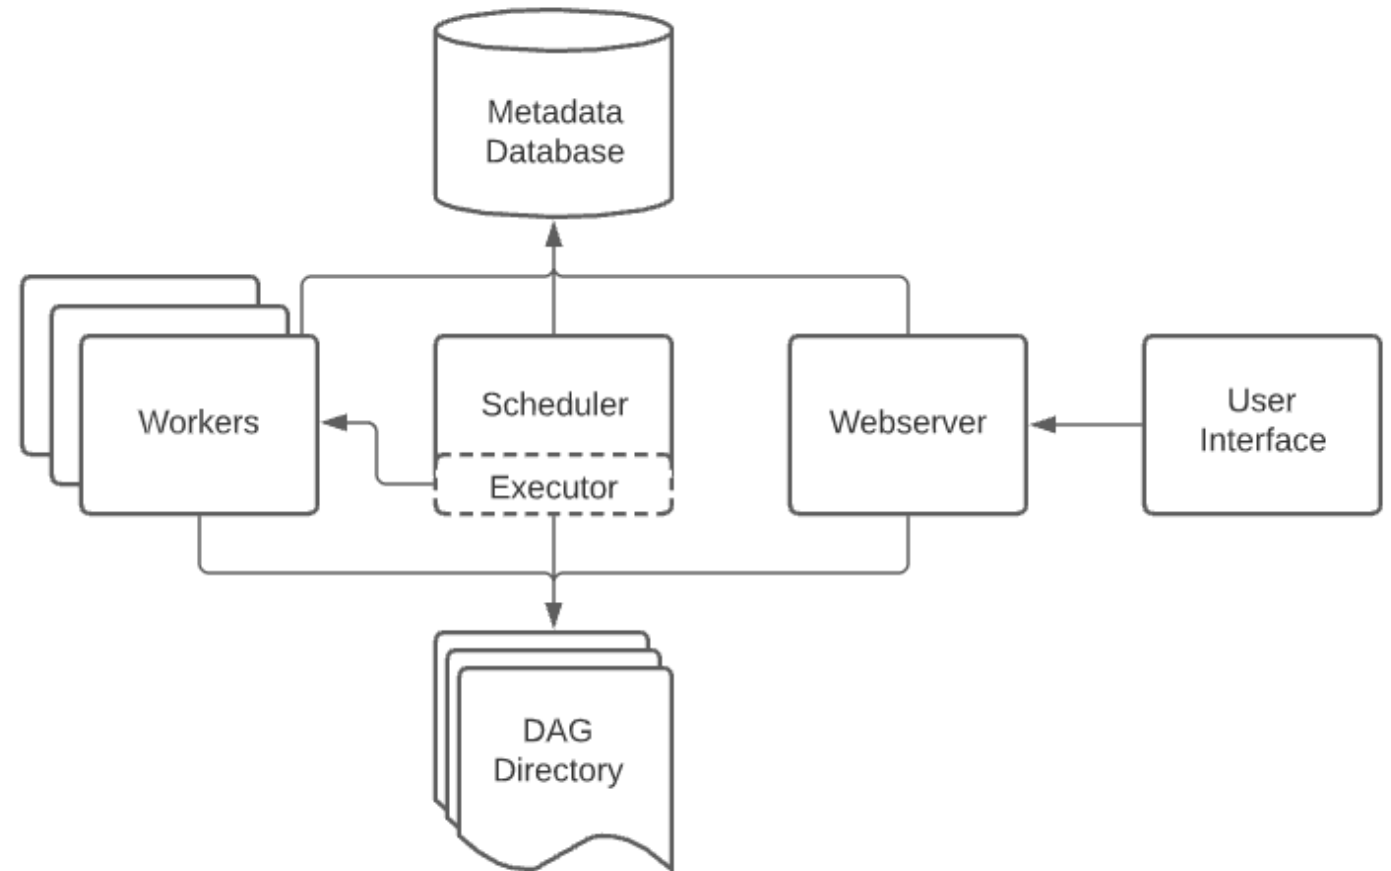 Metadata
Database
Workers
Scheduler
Executor
Webserver
User
Interface
DAG
Directory